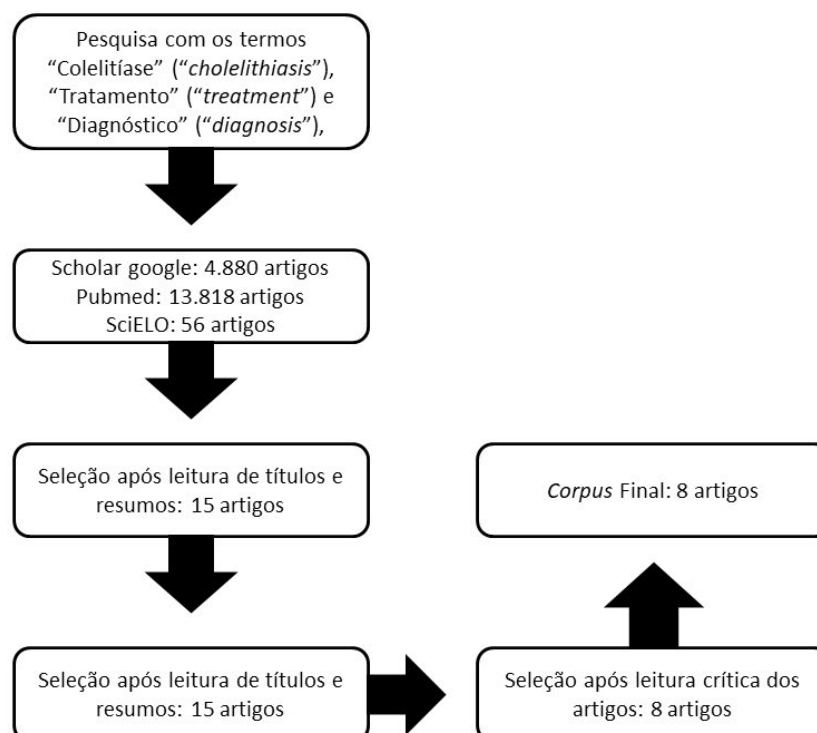 Pesquisa com os termos
“Colelitíase” (“cholelithiasis”),
“Tratamento” (“treatment”) e
“Diagnóstico” (“diagnosis”),
Scholar google: 4.880 artigos
Pubmed: 13.818 artigos
SciELO: 56 artigos
Seleção após leitura de títulos e
resumos: 15 artigos
Seleção após leitura de títulos e
resumos: 15 artigos
Seleção após leitura crítica dos
artigos: 8 artigos
Corpus Final: 8 artigos